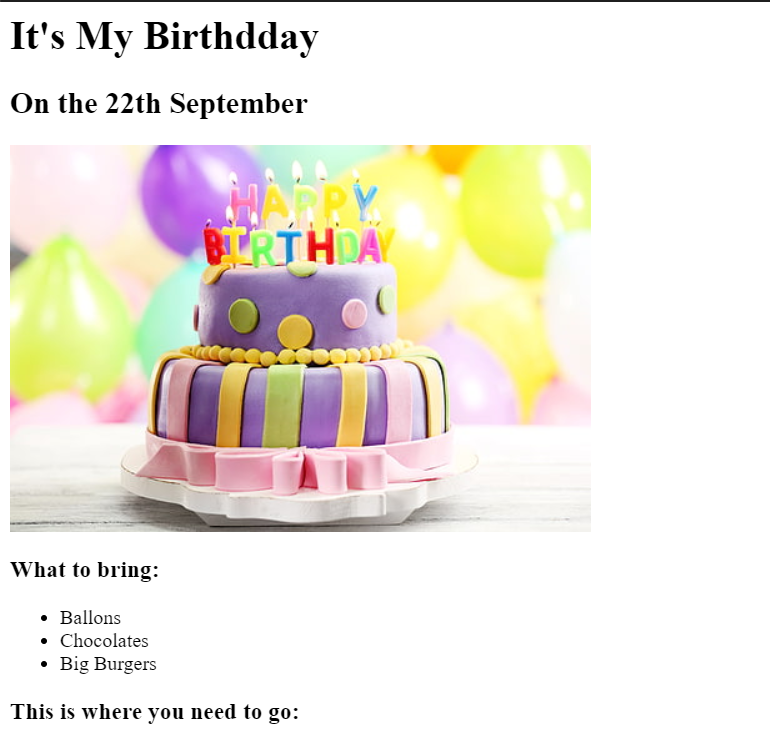 It's My Birthdday
On the 22th September
HAPPY
BIRTHDAY
What to bring:
Ballons
Chocolates
Big Burgers
This is where you need to go: